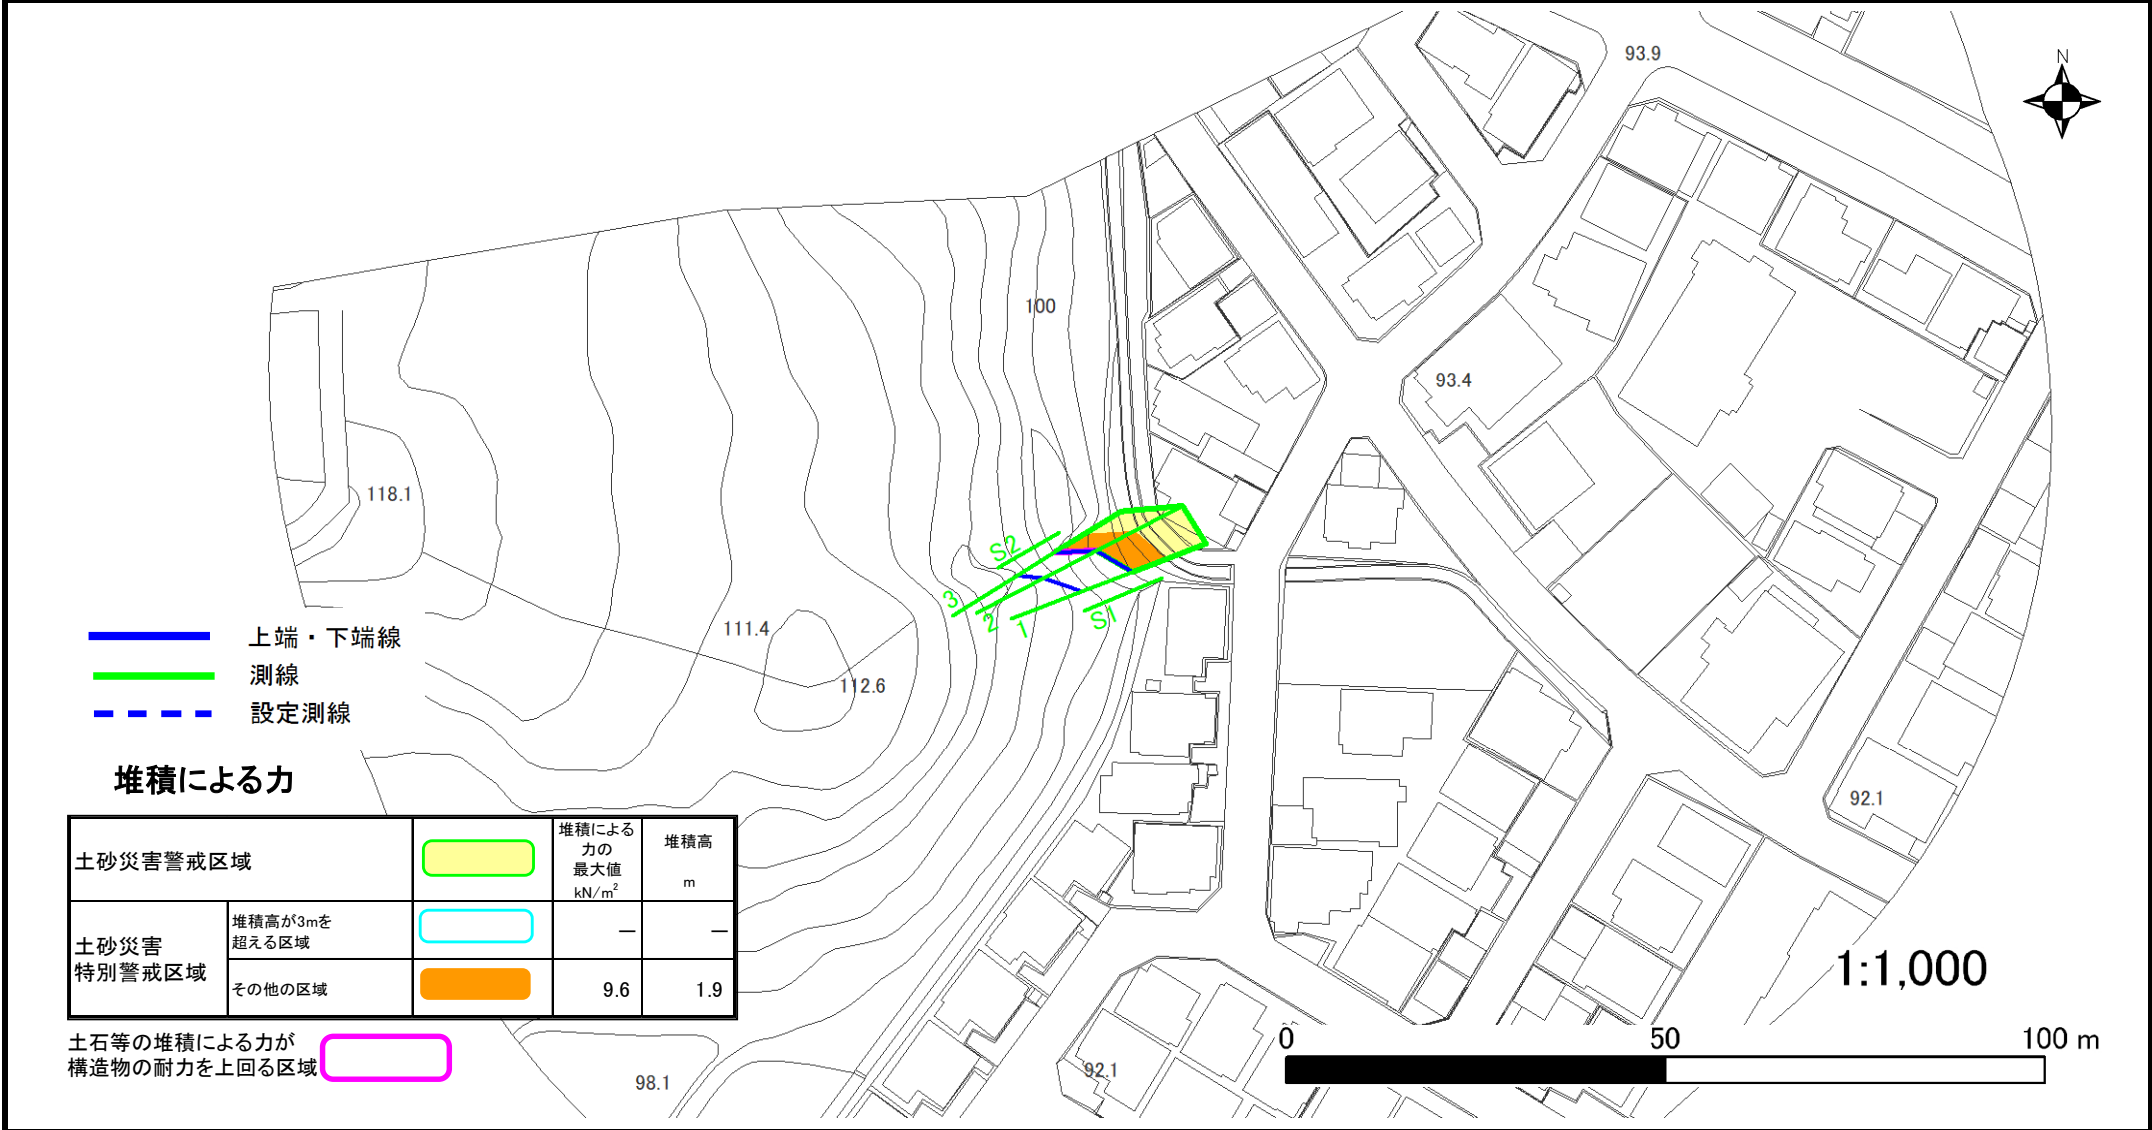 93.9
N
100
93.4
118.1
S2
3
2
1
S1
111.4
112.6
上端・下端線
測線
設定測線
堆積による力
92.1
土砂災害警戒区域
堆積による
力の
最大値
kN/m²
堆積高
m
土砂災害
特別警戒区域
堆積高が3mを
超える区域
—
—
その他の区域
9.6
1.9
土石等の堆積による力が
構造物の耐力を上回る区域
98.1
92.1
1:1,000
0 50 100 m